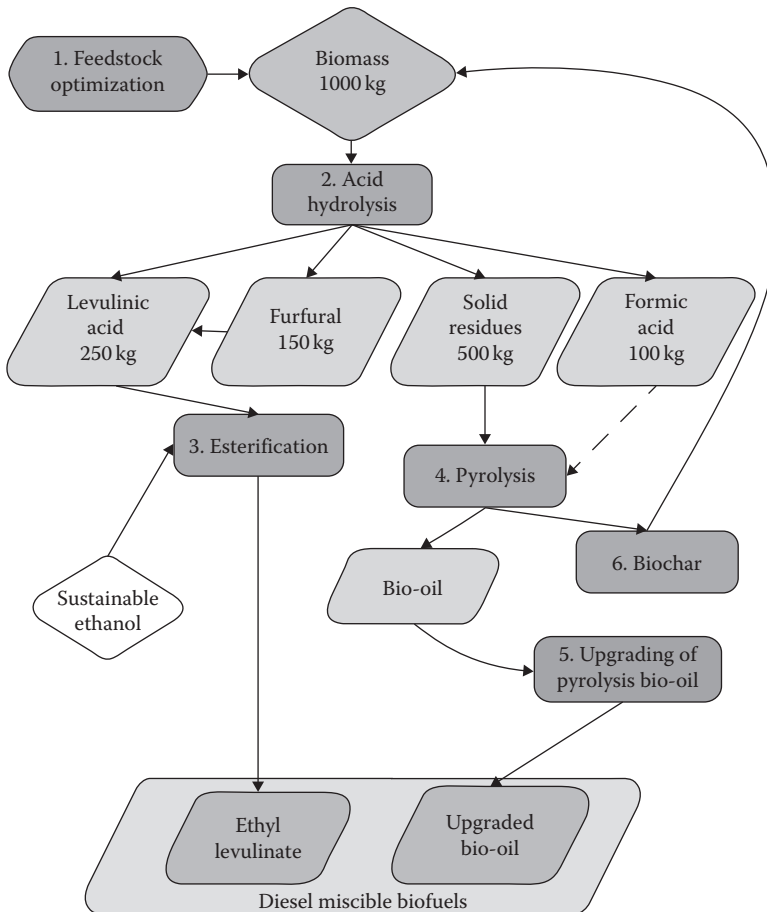 1. Feedstock
optimization
Biomass
1000 kg
2. Acid
hydrolysis
Levulinic
acid
250 kg
Furfural
150 kg
Solid
residues
500 kg
Formic
acid
100 kg
3. Esterification
4. Pyrolysis
Sustainable
ethanol
Bio-oil
6. Biochar
5. Upgrading of
pyrolysis bio-oil
Ethyl
levulinate
Upgraded
bio-oil
Diesel miscible biofuels